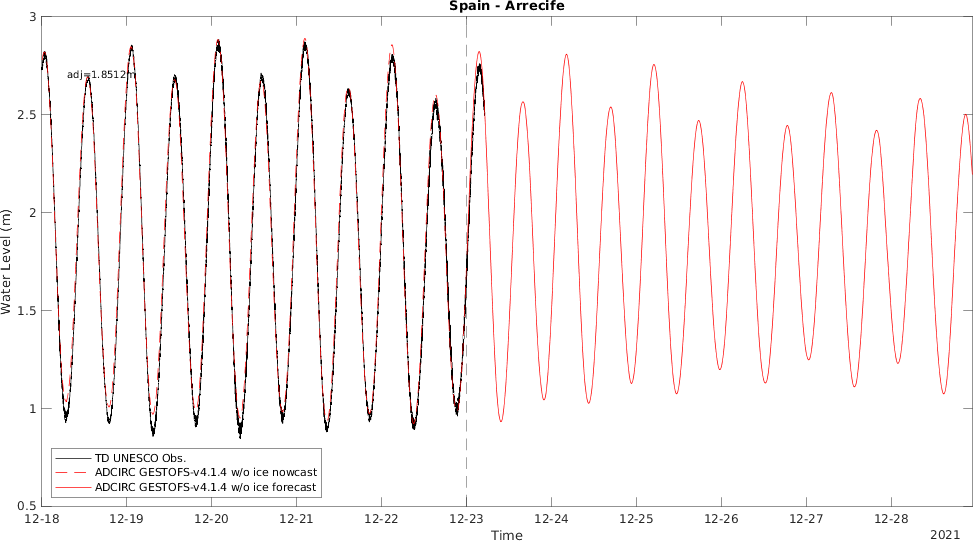 Spain - Arrecife
3
adj=1.8512m
2.5
2
Water Level (m)
1.5
1
TD UNESCO Obs.
ADCIRC GESTOFS-v4.1.4 w/o ice nowcast
ADCIRC GESTOFS-v4.1.4 w/o ice forecast
0.5
12-18 12-19 12-20 12-21 12-22 12-23 12-24 12-25 12-26 12-27 12-28
Time
2021